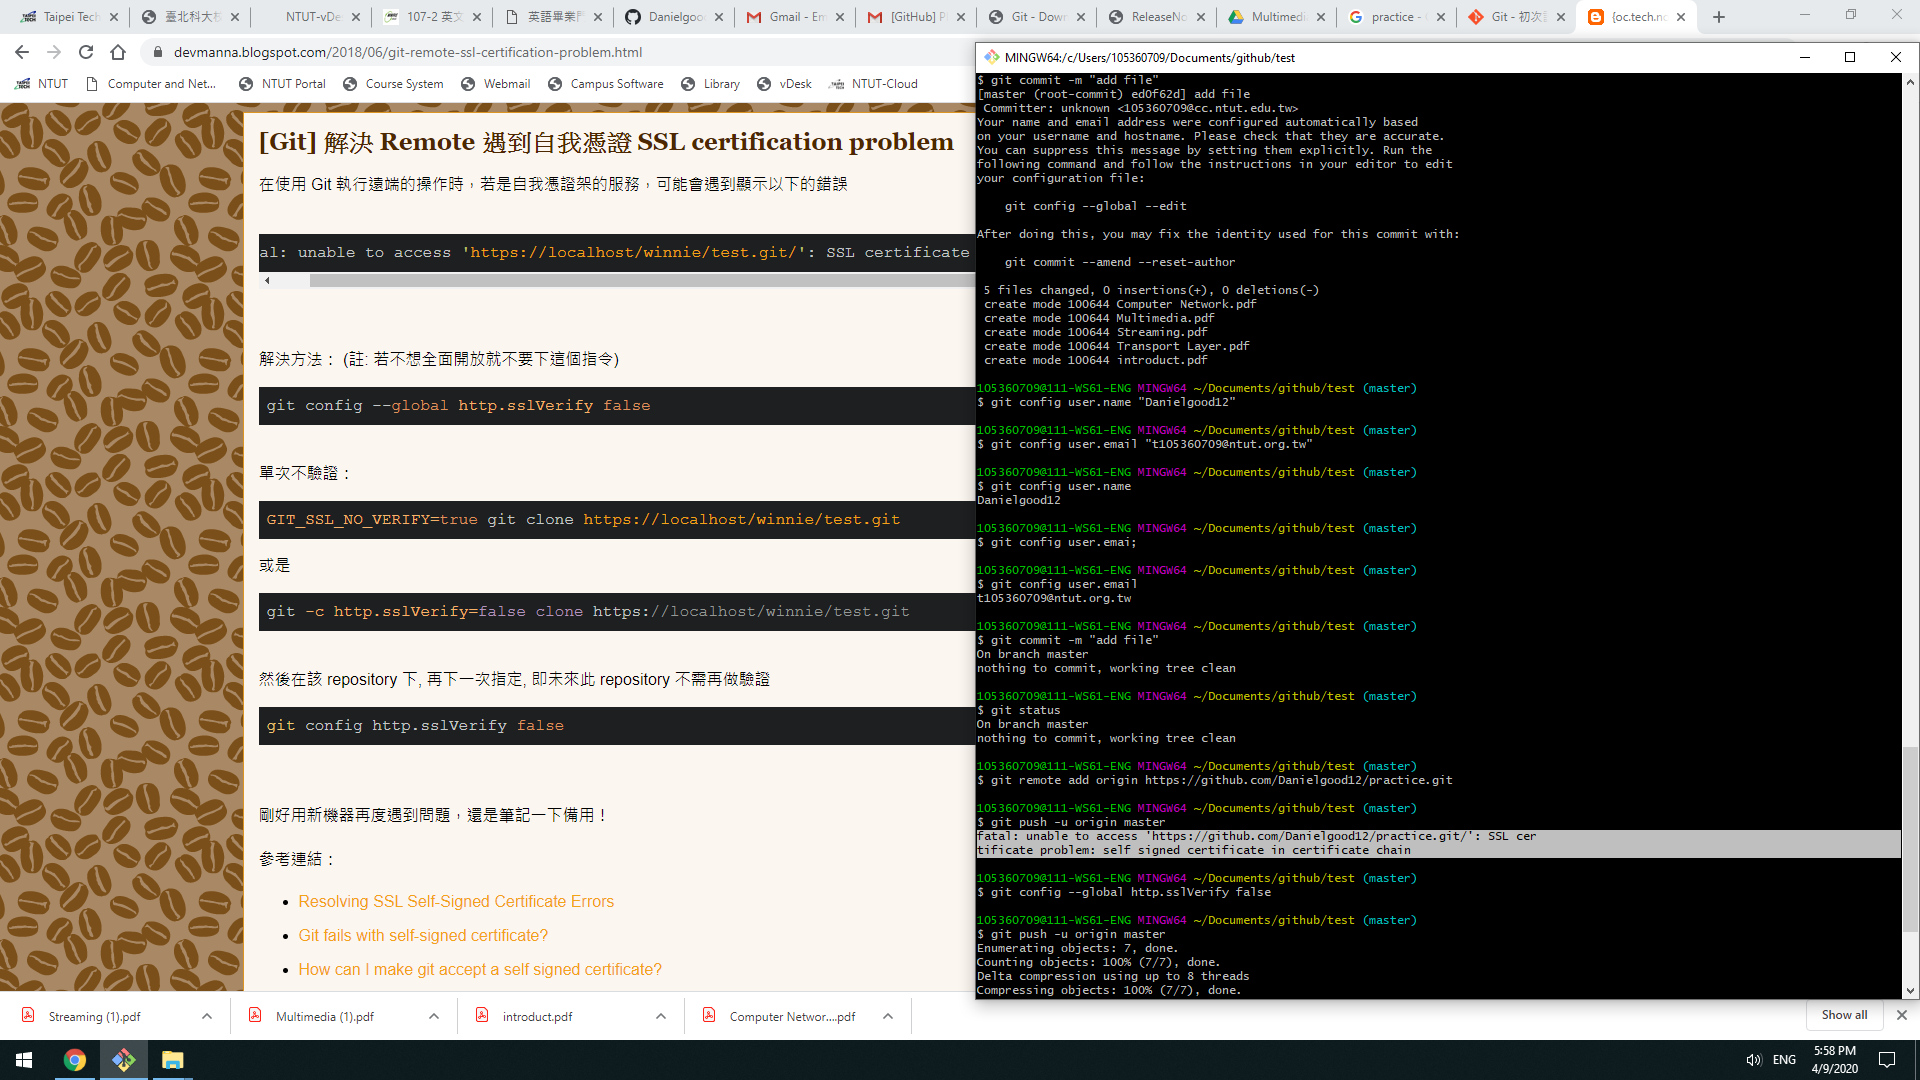 Taipei Tech
臺北科大校
NTUT-vDe
107-2 英文
英語畢業門
Danielgoo
Gmail - Em
[GitHub] Pl
Git - Down
ReleaseNo
Multimedia
practice -
Git - 初次設
{oc.tech.no
devmanna.blogspot.com/2018/06/git-remote-ssl-certification-problem.html
NTUT
Computer and Net...
NTUT Portal
Course System
Webmail
Campus Software
Library
vDesk
NTUT-Cloud
[Git] 解決 Remote 遇到自我憑證 SSL certification problem
在使用 Git 執行遠端的操作時，若是自我憑證架的服務，可能會遇到顯示以下的錯誤
al: unable to access 'https://localhost/winnie/test.git/': SSL certificate
解決方法： (註: 若不想全面開放就不要下這個指令)
git config --global http.sslVerify false
單次不驗證：
GIT_SSL_NO_VERIFY=true git clone https://localhost/winnie/test.git
或是
git -c http.sslVerify=false clone https://localhost/winnie/test.git
然後在該 repository 下, 再下一次指定, 即未來此 repository 不需再做驗證
git config http.sslVerify false
剛好用新機器再度遇到問題，還是筆記一下備用！
參考連結：
Resolving SSL Self-Signed Certificate Errors
Git fails with self-signed certificate?
How can I make git accept a self signed certificate?
MINGW64:/c/Users/105360709/Documents/github/test
$ git commit -m "add file"
[master (root-commit) ed0f62d] add file
Committer: unknown <105360709@cc.ntut.edu.tw>
Your name and email address were configured automatically based
on your username and hostname. Please check that they are accurate.
You can suppress this message by setting them explicitly. Run the
following command and follow the instructions in your editor to edit
your configuration file:
git config --global --edit
After doing this, you may fix the identity used for this commit with:
git commit --amend --reset-author
5 files changed, 0 insertions(+), 0 deletions(-)
create mode 100644 Computer Network.pdf
create mode 100644 Multimedia.pdf
create mode 100644 Streaming.pdf
create mode 100644 Transport Layer.pdf
create mode 100644 introduct.pdf
105360709@111-WS61-ENG MINGW64 ~/Documents/github/test (master)
$ git config user.name "Danielgood12"
105360709@111-WS61-ENG MINGW64 ~/Documents/github/test (master)
$ git config user.email "t105360709@ntut.org.tw"
105360709@111-WS61-ENG MINGW64 ~/Documents/github/test (master)
$ git config user.name
Danielgood12
105360709@111-WS61-ENG MINGW64 ~/Documents/github/test (master)
$ git config user.emai;
105360709@111-WS61-ENG MINGW64 ~/Documents/github/test (master)
$ git config user.email
t105360709@ntut.org.tw
105360709@111-WS61-ENG MINGW64 ~/Documents/github/test (master)
$ git commit -m "add file"
On branch master
nothing to commit, working tree clean
105360709@111-WS61-ENG MINGW64 ~/Documents/github/test (master)
$ git status
On branch master
nothing to commit, working tree clean
105360709@111-WS61-ENG MINGW64 ~/Documents/github/test (master)
$ git remote add origin https://github.com/Danielgood12/practice.git
105360709@111-WS61-ENG MINGW64 ~/Documents/github/test (master)
$ git push -u origin master
fatal: unable to access 'https://github.com/Danielgood12/practice.git/': SSL cer
tificate problem: self signed certificate in certificate chain
105360709@111-WS61-ENG MINGW64 ~/Documents/github/test (master)
$ git config --global http.sslVerify false
105360709@111-WS61-ENG MINGW64 ~/Documents/github/test (master)
$ git push -u origin master
Enumerating objects: 7, done.
Counting objects: 100% (7/7), done.
Delta compression using up to 8 threads
Compressing objects: 100% (7/7), done.
Streaming (1).pdf
Multimedia (1).pdf
introduct.pdf
Computer Networ....pdf
Show all
ENG
5:58 PM
4/9/2020